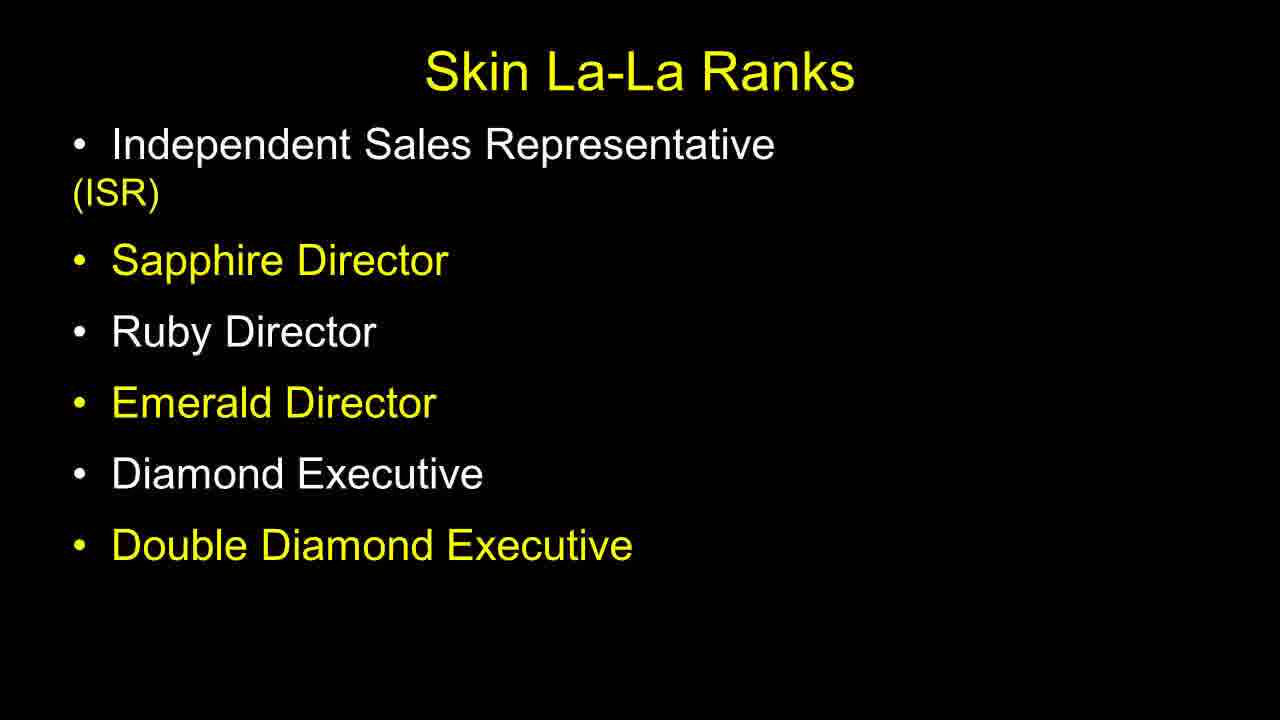 Skin La-La Ranks
• Independent Sales Representative
(ISR)
• Sapphire Director
• Ruby Director
• Emerald Director
• Diamond Executive
• Double Diamond Executive